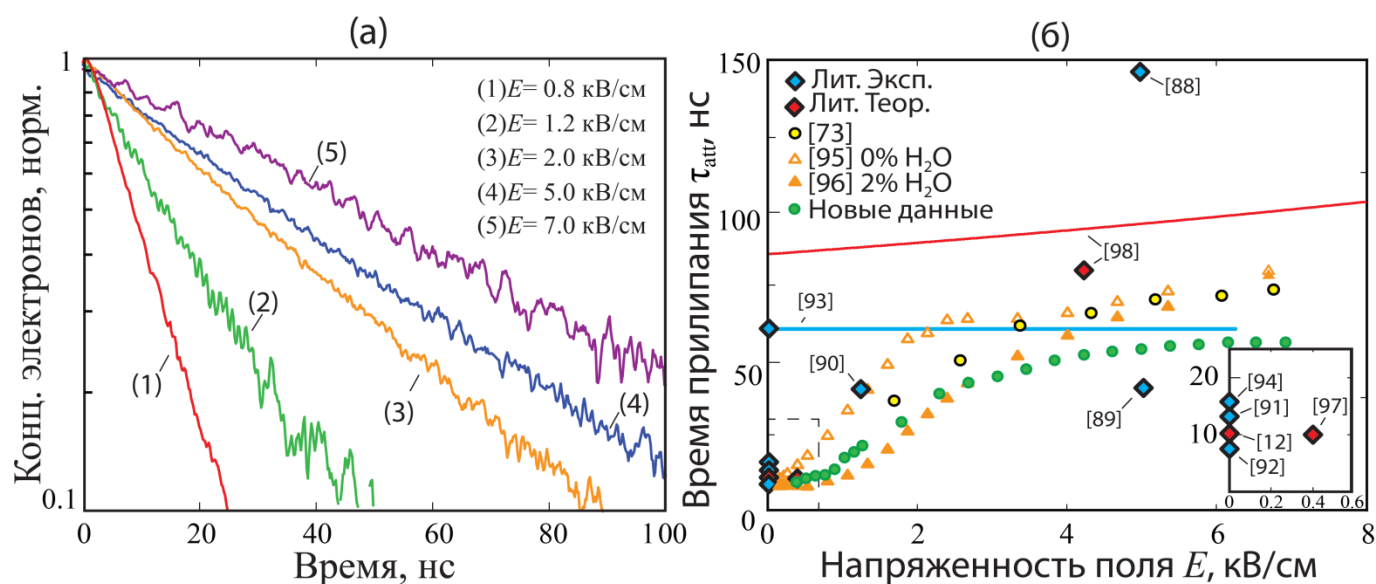 (а)
Конц. электронов, норм.
1
0.1
(1)E= 0.8 кВ/см
(2)E= 1.2 кВ/см
(3)E= 2.0 кВ/см
(4)E= 5.0 кВ/см
(5)E= 7.0 кВ/см
(5)
(2)
(1)
(3)
(4)
0 20 40 60 80 100
Время, нс
(б)
Время прилипания τatt, нс
150
100
50
0
Лит. Эксп.
Лит. Теор.
[73]
[95] 0% H₂O
[96] 2% H₂O
Новые данные
[88]
[98]
[93]
[90]
[89]
20
10
[94]
[91]
[97]
[12]
[92]
0 0.2 0.4 0.6
0 2 4 6 8
Напряженность поля E, кВ/см